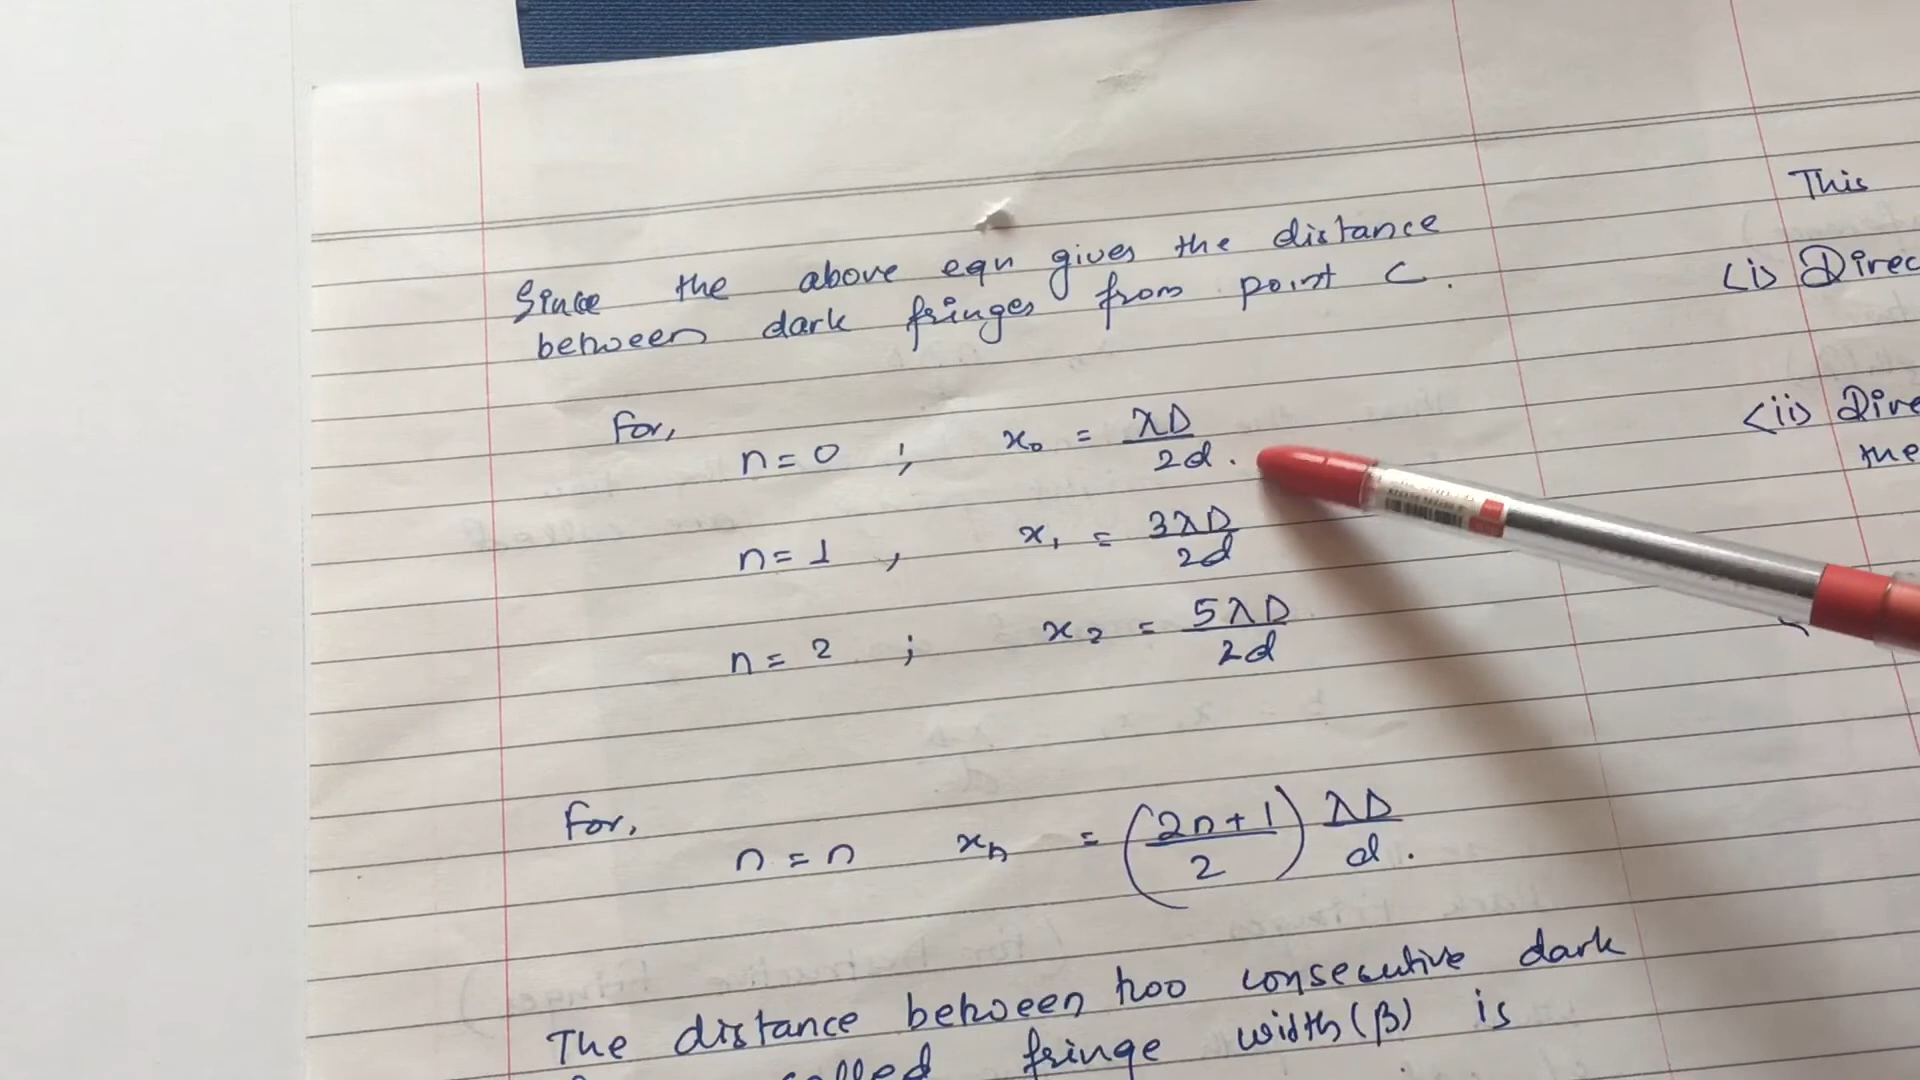 Since the above eqn gives the distance
between dark fringes from point C.
for,
n = 0 ; x₀ = λD/2d.
n = 1 , x₁ = 3λD/2d
n = 2 ; x₂ = 5λD/2d
for,
n = n xₙ = (2n+1/2) λD/d.
The distance between two consecutive dark
called fringe width (β) is
This
(i) Direc
(ii) Dire
the